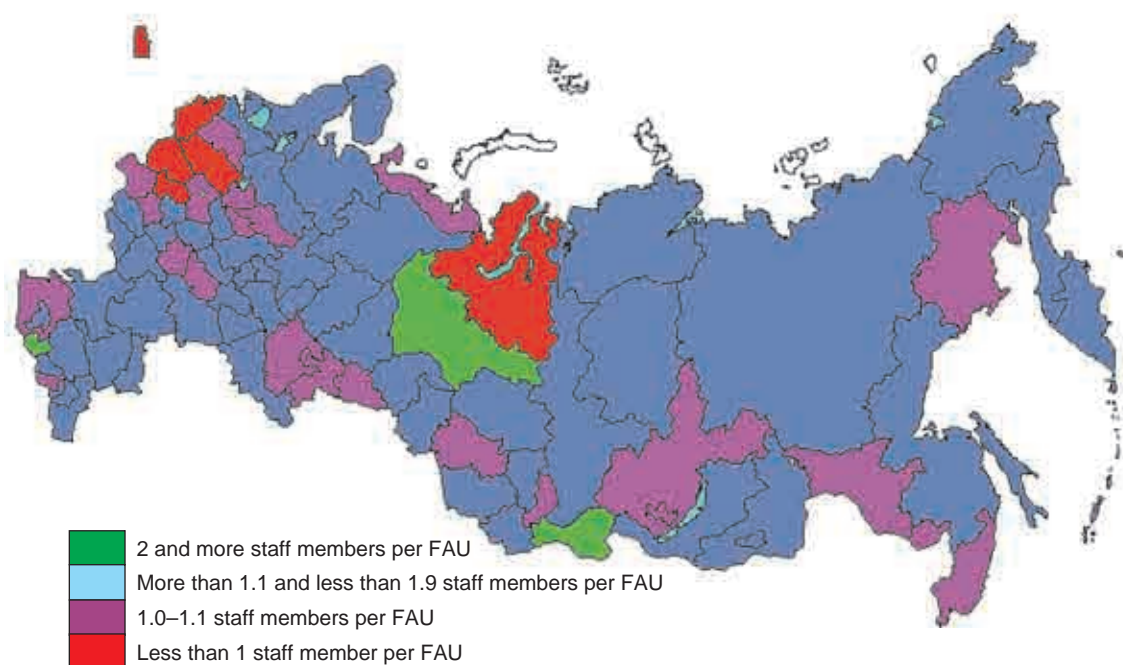 2 and more staff members per FAU
More than 1.1 and less than 1.9 staff members per FAU
1.0–1.1 staff members per FAU
Less than 1 staff member per FAU